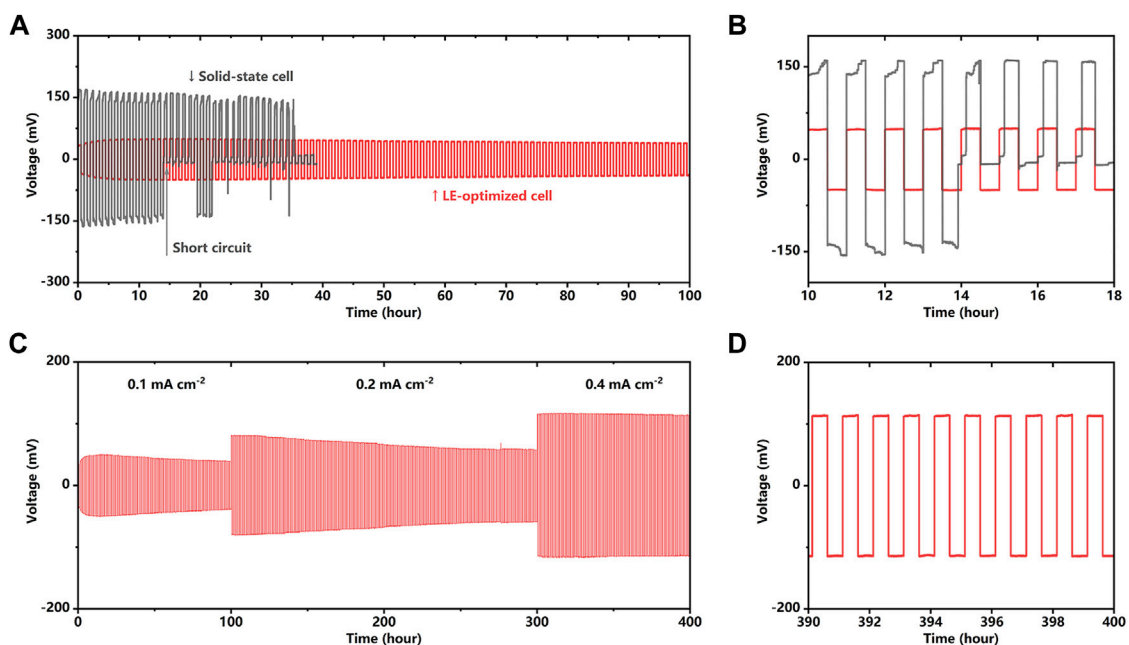 A
300
150
0
-150
-300
Voltage (mV)
↓ Solid-state cell
↑ LE-optimized cell
Short circuit
0 10 20 30 40 50 60 70 80 90 100
Time (hour)
B
150
0
-150
Voltage (mV)
10 12 14 16 18
Time (hour)
C
200
100
0
-100
-200
Voltage (mV)
0.1 mA cm⁻² 0.2 mA cm⁻² 0.4 mA cm⁻²
0 100 200 300 400
Time (hour)
D
200
100
0
-100
-200
Voltage (mV)
390 392 394 396 398 400
Time (hour)